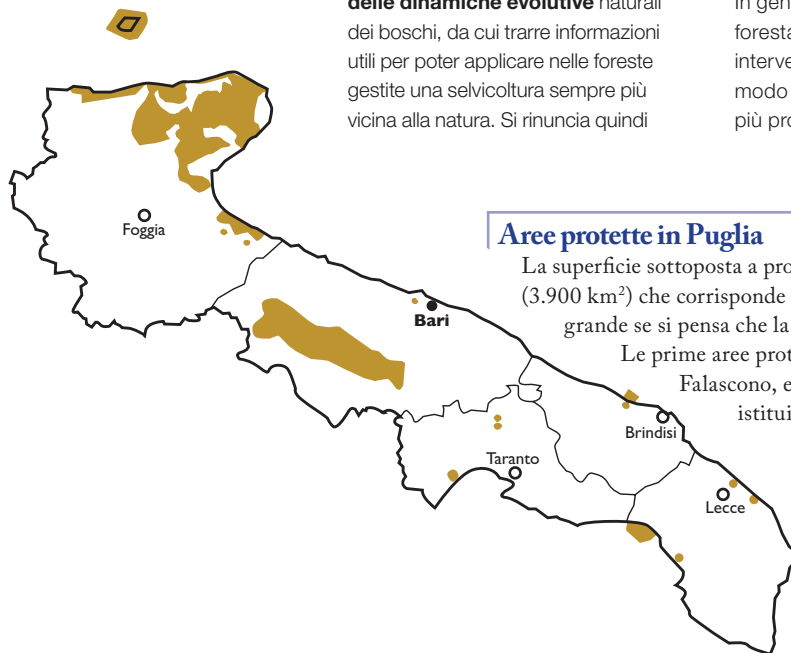 delle dinamiche evolutive naturali
dei boschi, da cui trarre informazioni
utili per poter applicare nelle foreste
gestite una selvicoltura sempre più
vicina alla natura. Si rinuncia quindi
In gen
foresta
interve
modo
più pro
Aree protette in Puglia
La superficie sottoposta a pro
(3.900 km²) che corrisponde
grande se si pensa che la
Le prime aree prot
Falascono, e
istitui
Foggia
Bari
Brindisi
Taranto
Lecce